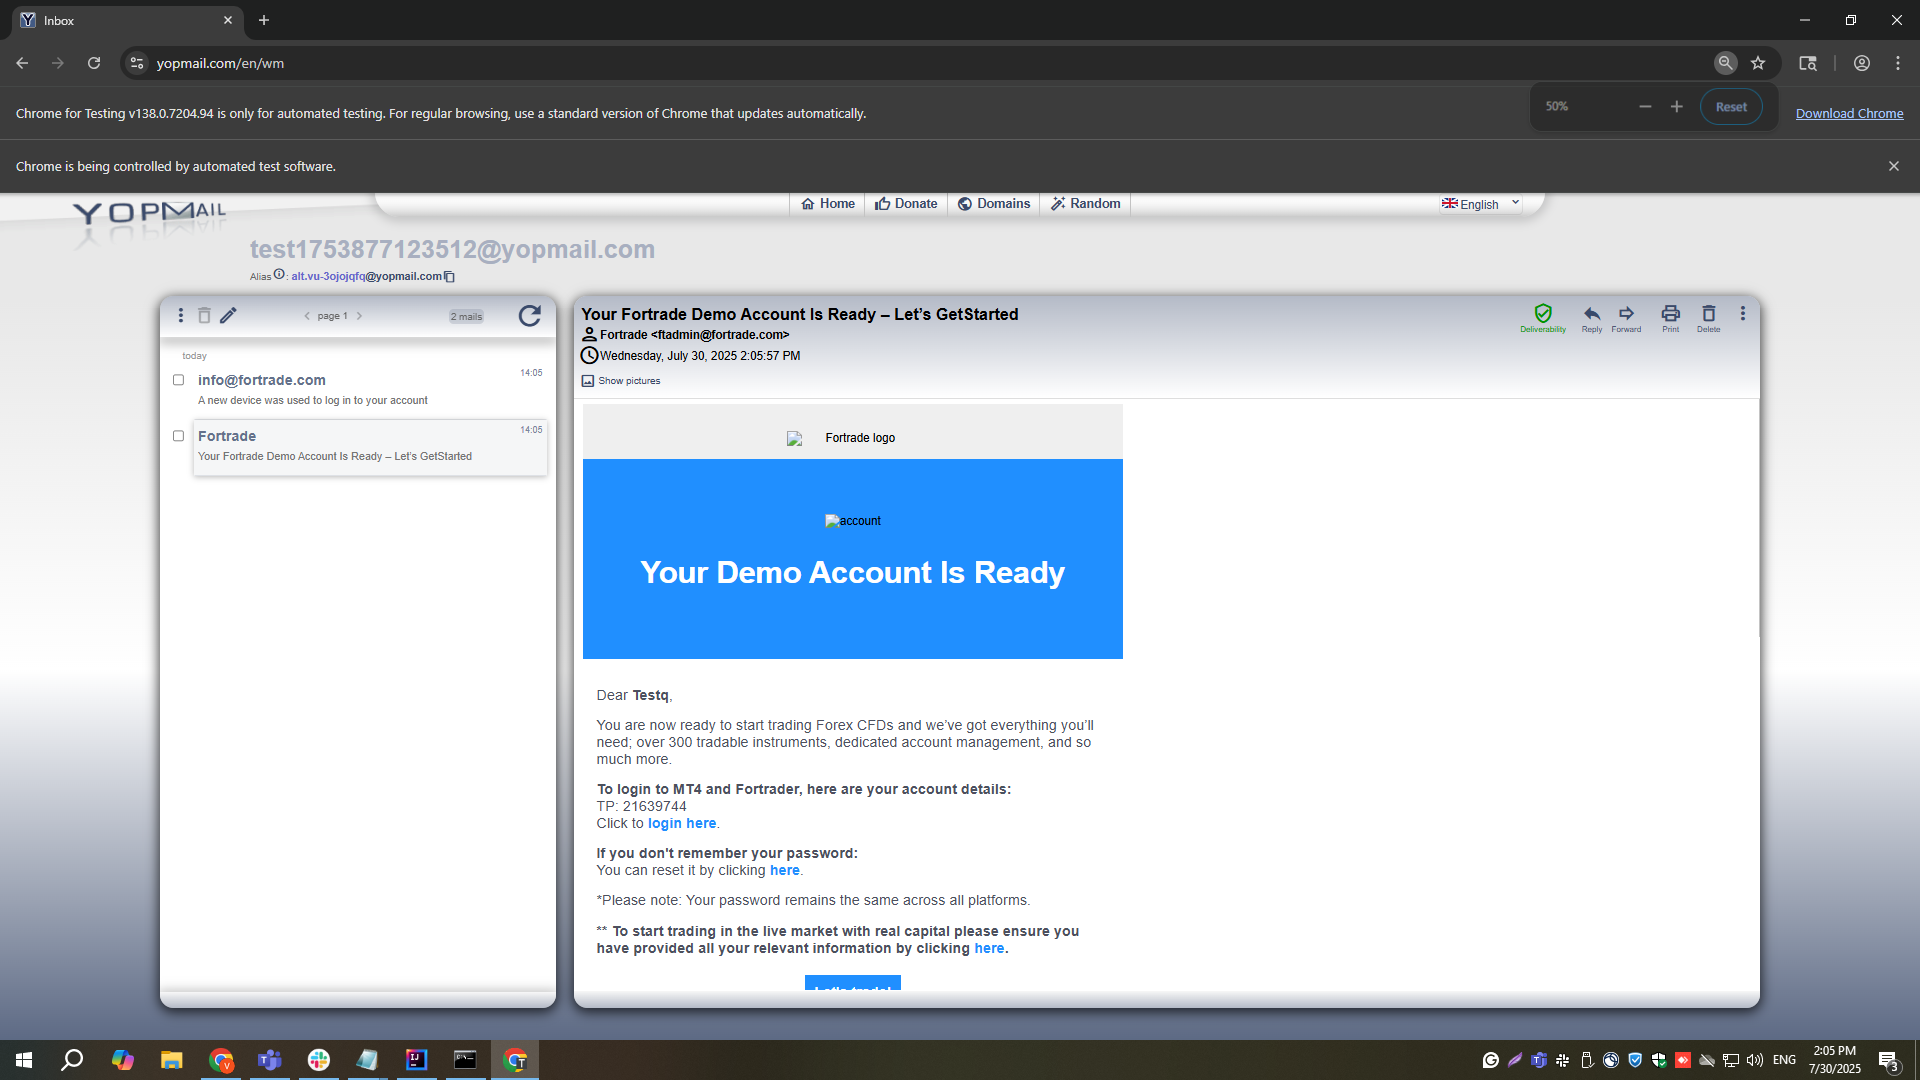 Inbox
yopmail.com/en/wm
Chrome for Testing v138.0.7204.94 is only for automated testing. For regular browsing, use a standard version of Chrome that updates automatically.
50%
Reset
Download Chrome
Chrome is being controlled by automated test software.
YOPMAIL
Home
Donate
Domains
Random
English
test1753877123512@yopmail.com
Alias : alt.vu-3ojojqfq@yopmail.com
page 1
2 mails
today
info@fortrade.com
14:05
A new device was used to log in to your account
Fortrade
14:05
Your Fortrade Demo Account Is Ready – Let's GetStarted
Your Fortrade Demo Account Is Ready – Let's GetStarted
Fortrade <ftadmin@fortrade.com>
Wednesday, July 30, 2025 2:05:57 PM
Show pictures
Deliverability
Reply
Forward
Print
Delete
Fortrade logo
account
Your Demo Account Is Ready
Dear Testq,
You are now ready to start trading Forex CFDs and we've got everything you'll
need; over 300 tradable instruments, dedicated account management, and so
much more.
To login to MT4 and Fortrader, here are your account details:
TP: 21639744
Click to login here.
If you don't remember your password:
You can reset it by clicking here.
*Please note: Your password remains the same across all platforms.
** To start trading in the live market with real capital please ensure you
have provided all your relevant information by clicking here.
Let's trade!
ENG
2:05 PM
7/30/2025
3